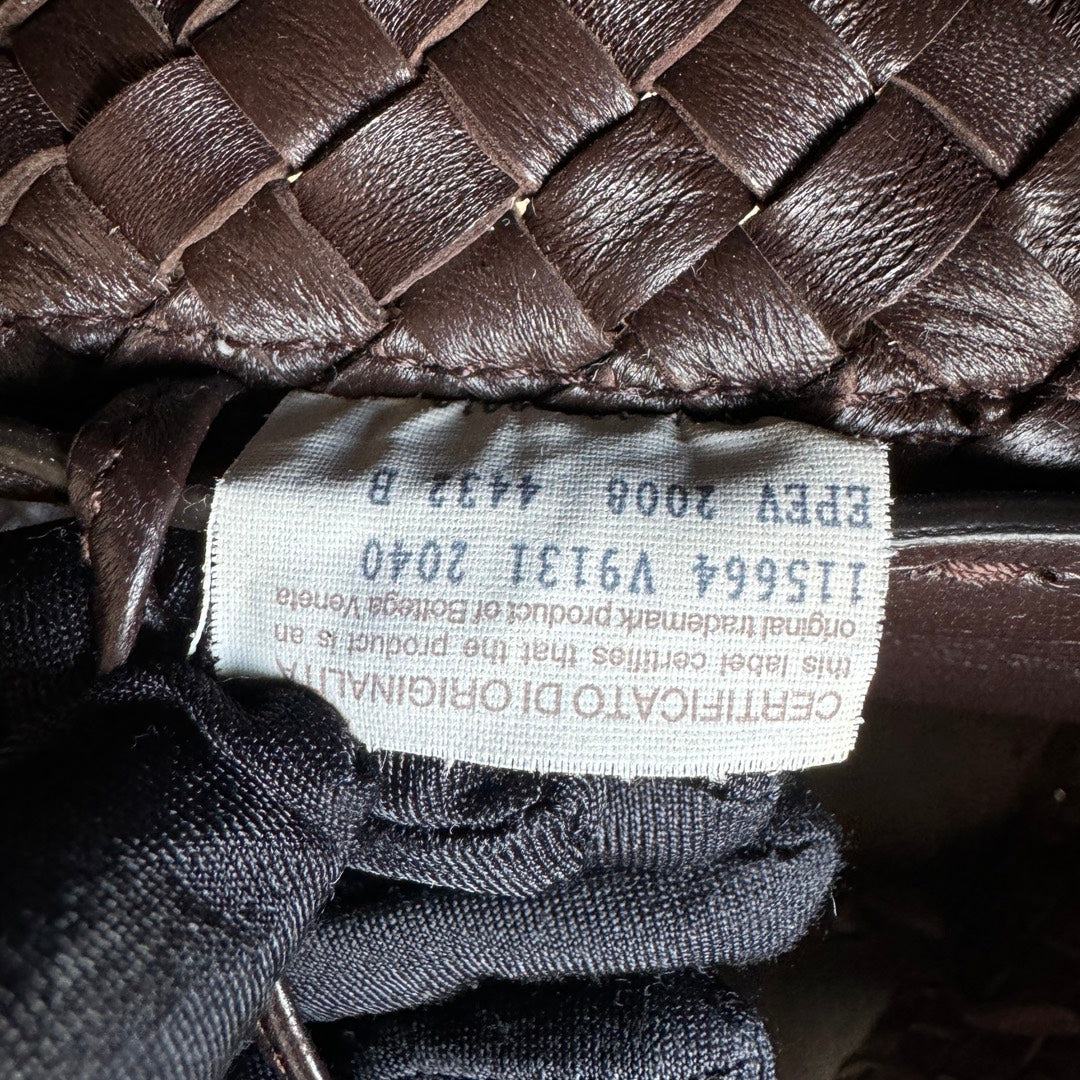 CERTIFICATO DI ORIGINALITA
this label certifies that the product is an
original trademark product of Bottega Veneta
115664 V9131 2040
EPEV 2008 4432 B